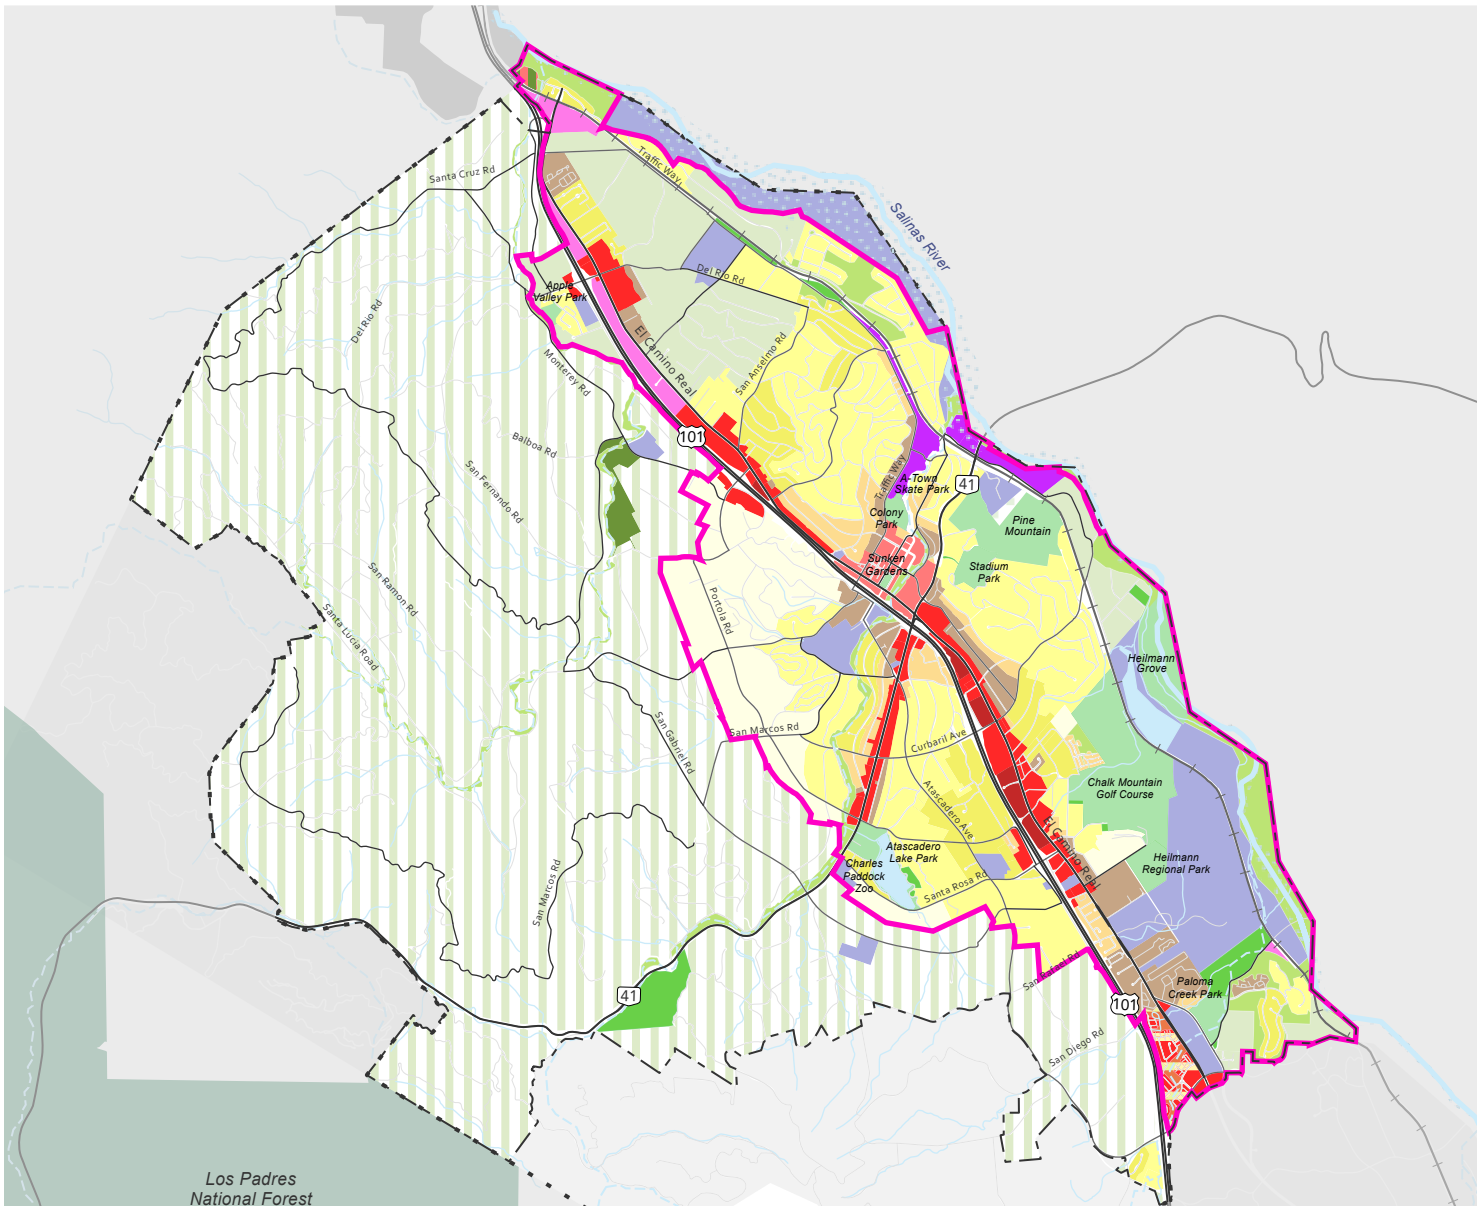 Santa Cruz Rd
Traffic Way
Salinas River
Del Rio Rd
Apple
Valley Park
Del Rio Rd
El Camino Real
San Anselmo Rd
Monterey Rd
101
Balboa Rd
San Fernando Rd
Traffic Way
A-Town
Skate Park
41
Colony
Park
Pine
Mountain
Sunken
Gardens
Stadium
Park
San Ramon Rd
Santa Lucia Road
Portola Rd
Heilmann
Grove
San Gabriel Rd
San Marcos Rd
Curbaril Ave
Atascadero Ave
Chalk Mountain
Golf Course
El Camino Real
Atascadero
Lake Park
Charles
Paddock
Zoo
Heilmann
Regional Park
Santa Rosa Rd
San Marcos Rd
San Rafael Rd
Paloma
Creek Park
41
101
San Diego Rd
Los Padres
National Forest